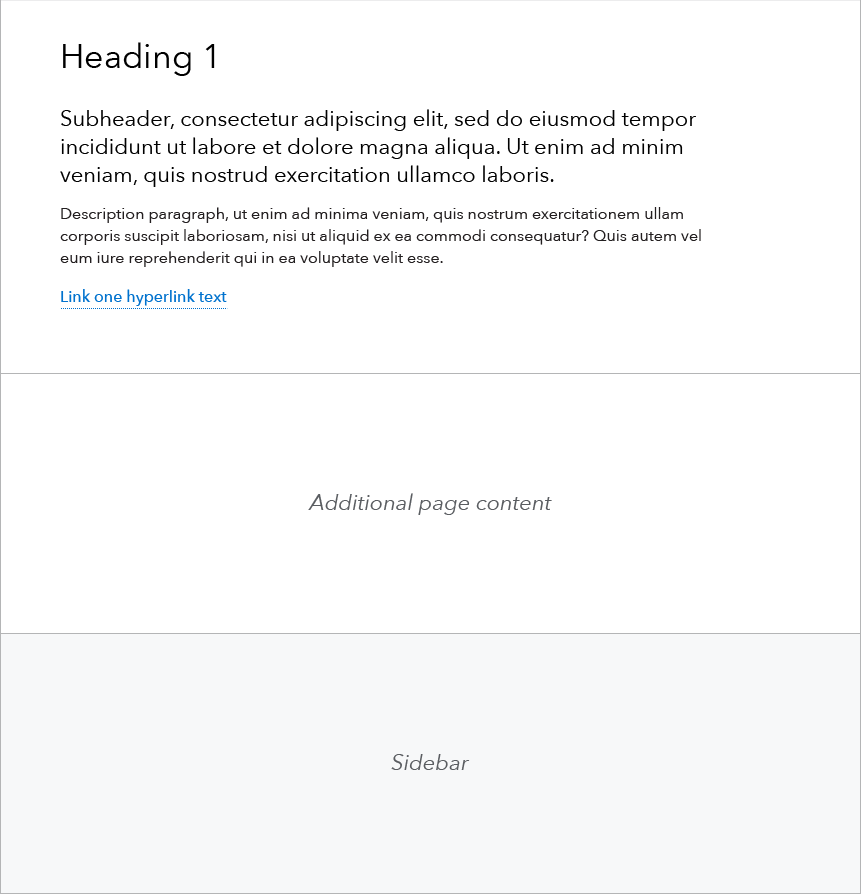 Heading 1
Subheader, consectetur adipiscing elit, sed do eiusmod tempor
incididunt ut labore et dolore magna aliqua. Ut enim ad minim
veniam, quis nostrud exercitation ullamco laboris.
Description paragraph, ut enim ad minima veniam, quis nostrum exercitationem ullam
corporis suscipit laboriosam, nisi ut aliquid ex ea commodi consequatur? Quis autem vel
eum iure reprehenderit qui in ea voluptate velit esse.
Link one hyperlink text
Additional page content
Sidebar